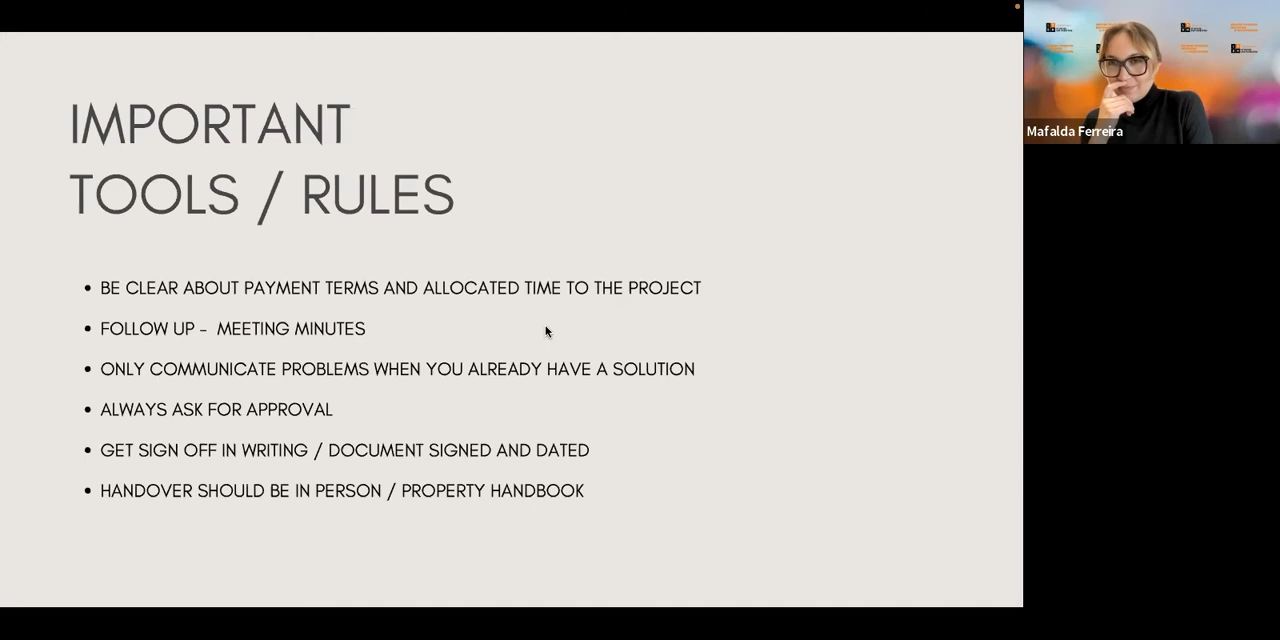 IMPORTANT
TOOLS / RULES
• BE CLEAR ABOUT PAYMENT TERMS AND ALLOCATED TIME TO THE PROJECT
• FOLLOW UP - MEETING MINUTES
• ONLY COMMUNICATE PROBLEMS WHEN YOU ALREADY HAVE A SOLUTION
• ALWAYS ASK FOR APPROVAL
• GET SIGN OFF IN WRITING / DOCUMENT SIGNED AND DATED
• HANDOVER SHOULD BE IN PERSON / PROPERTY HANDBOOK
Mafalda Ferreira